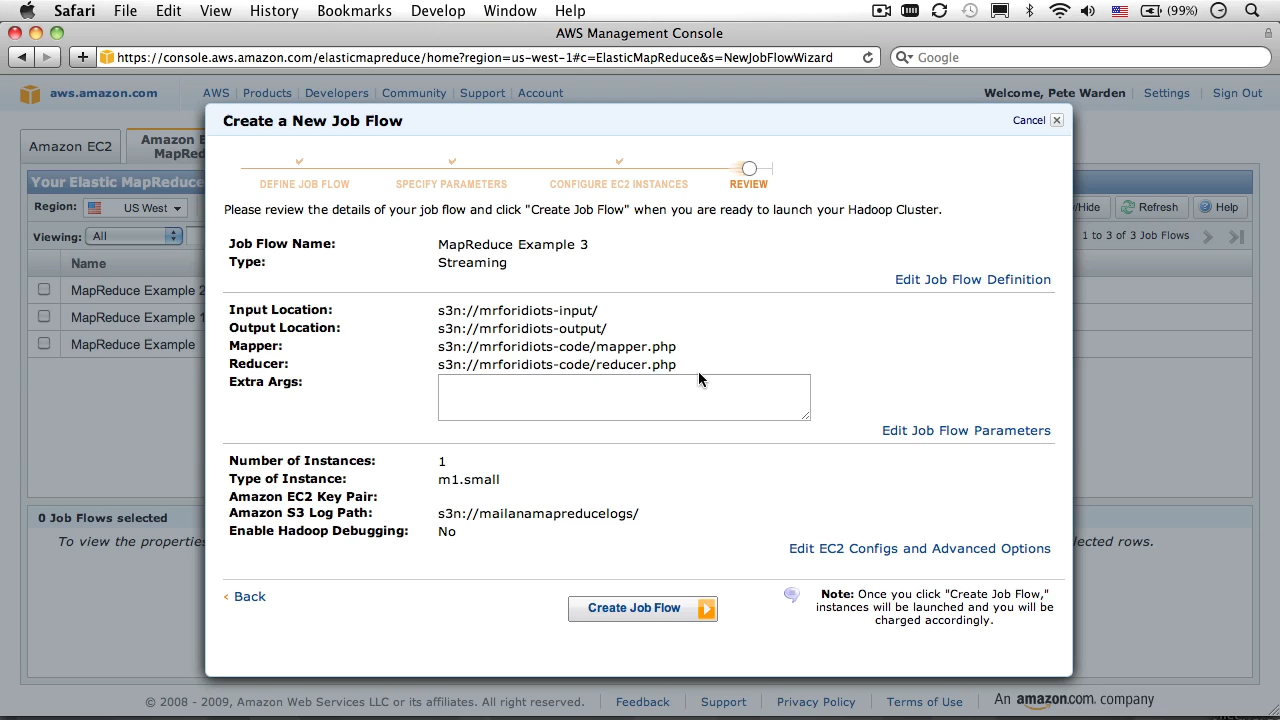 Safari File Edit View History Bookmarks Develop Window Help (99%)
AWS Management Console
https://console.aws.amazon.com/elasticmapreduce/home?region=us-west-1#c=ElasticMapReduce&s=NewJobFlowWizard Google
aws.amazon.com AWS Products Developers Community Support Account Welcome, Pete Warden Settings Sign Out
Create a New Job Flow Cancel
Amazon EC2
Amazon E
MapRed
DEFINE JOB FLOW SPECIFY PARAMETERS CONFIGURE EC2 INSTANCES REVIEW
Your Elastic MapReduce
Region: US West /Hide Refresh Help
Please review the details of your job flow and click "Create Job Flow" when you are ready to launch your Hadoop Cluster.
Viewing: All 1 to 3 of 3 Job Flows
Name
MapReduce Example 2
MapReduce Example 1
MapReduce Example
Job Flow Name: MapReduce Example 3
Type: Streaming
Edit Job Flow Definition
Input Location: s3n://mrforidiots-input/
Output Location: s3n://mrforidiots-output/
Mapper: s3n://mrforidiots-code/mapper.php
Reducer: s3n://mrforidiots-code/reducer.php
Extra Args:
Edit Job Flow Parameters
Number of Instances: 1
Type of Instance: m1.small
Amazon EC2 Key Pair:
Amazon S3 Log Path: s3n://mailanamapreducelogs/
Enable Hadoop Debugging: No
Edit EC2 Configs and Advanced Options
0 Job Flows selected
To view the properties lected rows.
‹ Back Create Job Flow
Note: Once you click "Create Job Flow,"
instances will be launched and you will be
charged accordingly.
© 2008 - 2009, Amazon Web Services LLC or its affiliates. All right reserved. Feedback Support Privacy Policy Terms of Use An amazon.com. company